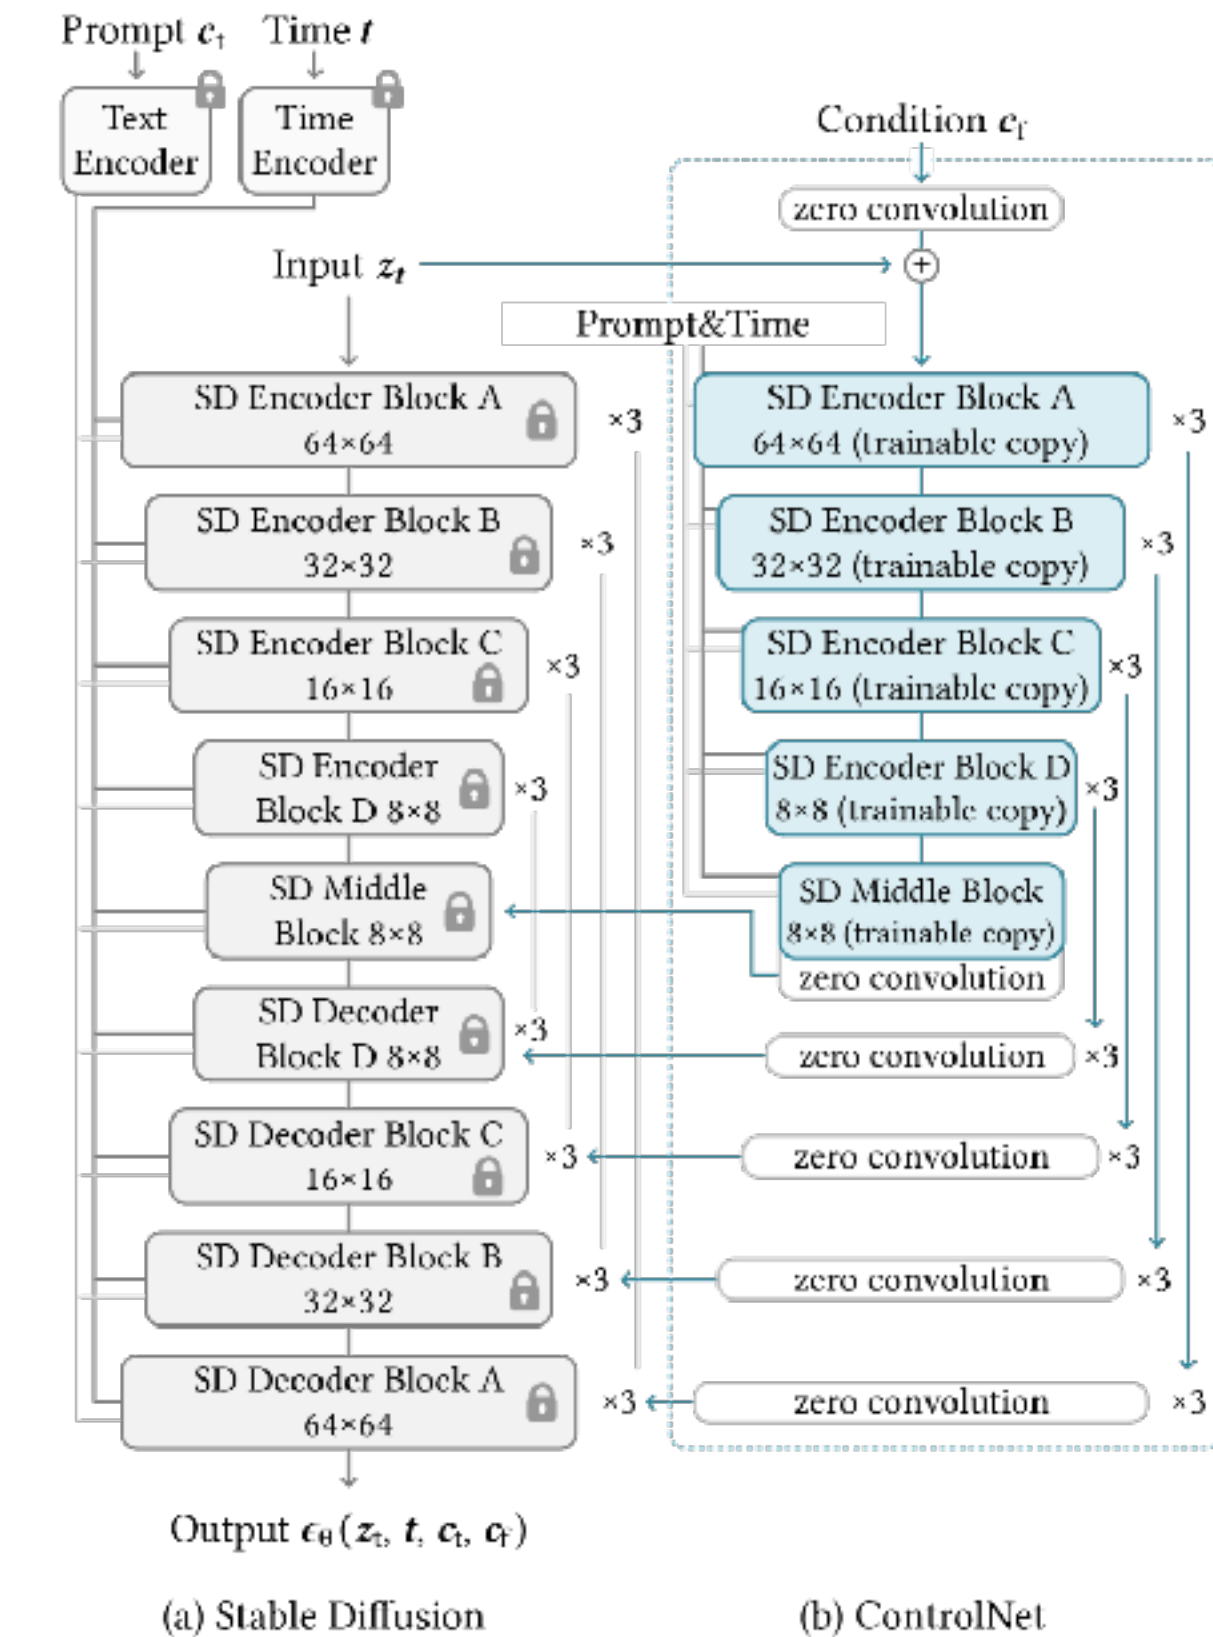 Prompt cₜ
Time t
Text
Encoder
Time
Encoder
Condition c_f
zero convolution
Input zₜ
+
Prompt&Time
SD Encoder Block A
64×64
×3
SD Encoder Block A
64×64 (trainable copy)
×3
SD Encoder Block B
32×32
×3
SD Encoder Block B
32×32 (trainable copy)
×3
SD Encoder Block C
16×16
×3
SD Encoder Block C
16×16 (trainable copy)
×3
SD Encoder
Block D 8×8
×3
SD Encoder Block D
8×8 (trainable copy)
×3
SD Middle
Block 8×8
SD Middle Block
8×8 (trainable copy)
zero convolution
SD Decoder
Block D 8×8
×3
zero convolution
×3
SD Decoder Block C
16×16
×3
zero convolution
×3
SD Decoder Block B
32×32
×3
zero convolution
×3
SD Decoder Block A
64×64
×3
zero convolution
×3
Output ϵ_θ(zₜ, t, cₜ, c_f)
(a) Stable Diffusion
(b) ControlNet